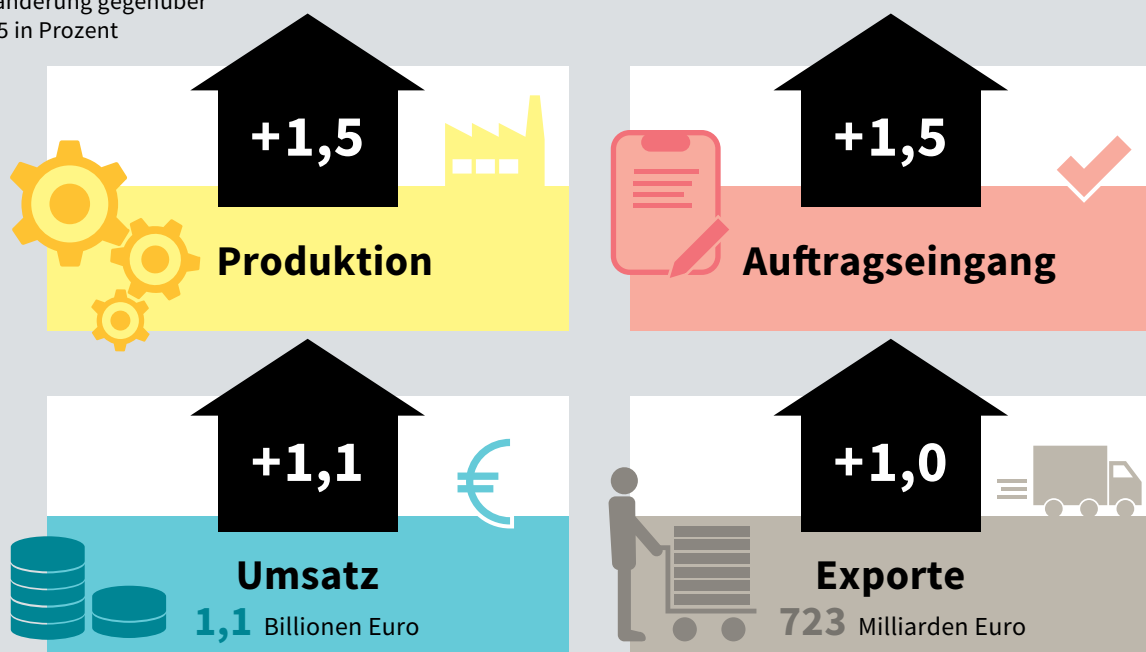 gegenüber
in Prozent
+1,5
Produktion
+1,5
Auftragseingang
+1,1
Umsatz
1,1 Billionen Euro
+1,0
Exporte
723 Milliarden Euro